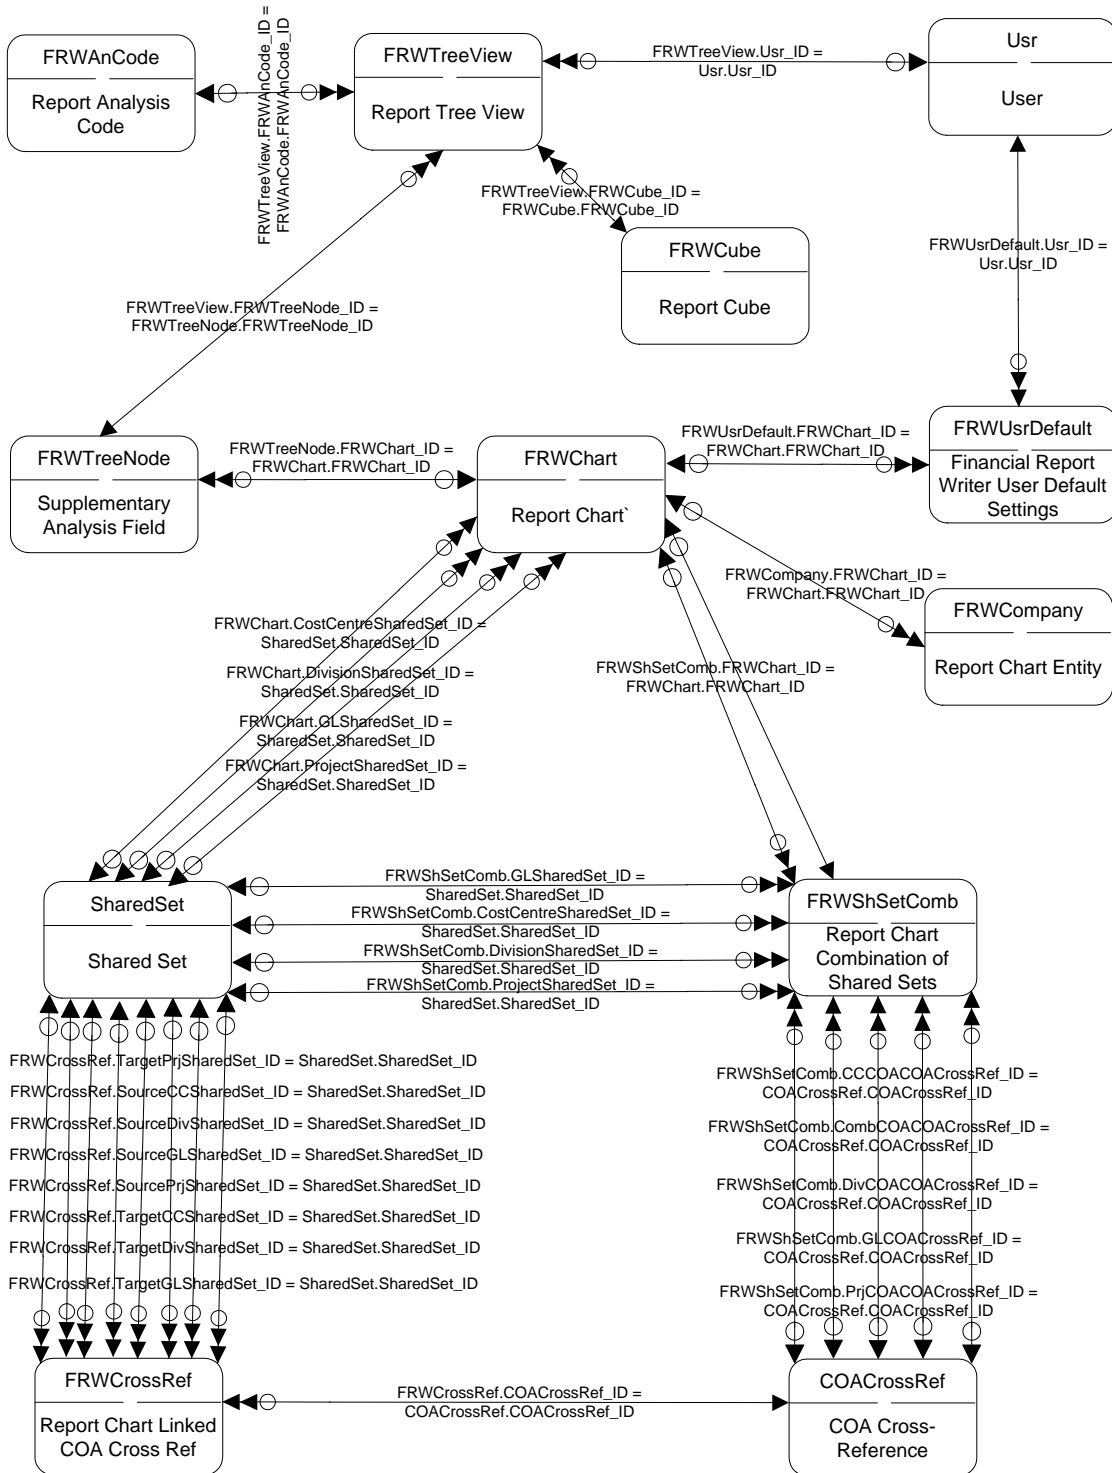 FRWAnCode
Report Analysis
Code
FRWTreeView.FRWAnCode_ID =
FRWAnCode.FRWAnCode_ID
FRWTreeView
Report Tree View
FRWTreeView.Usr_ID =
Usr.Usr_ID
Usr
User
FRWTreeView.FRWCube_ID =
FRWCube.FRWCube_ID
FRWCube
Report Cube
FRWUsrDefault.Usr_ID =
Usr.Usr_ID
FRWTreeView.FRWTreeNode_ID =
FRWTreeNode.FRWTreeNode_ID
FRWTreeNode
Supplementary
Analysis Field
FRWTreeNode.FRWChart_ID =
FRWChart.FRWChart_ID
FRWChart
Report Chart`
FRWUsrDefault.FRWChart_ID =
FRWChart.FRWChart_ID
FRWUsrDefault
Financial Report
Writer User Default
Settings
FRWCompany.FRWChart_ID =
FRWChart.FRWChart_ID
FRWCompany
Report Chart Entity
FRWChart.CostCentreSharedSet_ID =
SharedSet.SharedSet_ID
FRWChart.DivisionSharedSet_ID =
SharedSet.SharedSet_ID
FRWChart.GLSharedSet_ID =
SharedSet.SharedSet_ID
FRWChart.ProjectSharedSet_ID =
SharedSet.SharedSet_ID
FRWShSetComb.FRWChart_ID =
FRWChart.FRWChart_ID
SharedSet
Shared Set
FRWShSetComb.GLSharedSet_ID =
SharedSet.SharedSet_ID
FRWShSetComb.CostCentreSharedSet_ID =
SharedSet.SharedSet_ID
FRWShSetComb.DivisionSharedSet_ID =
SharedSet.SharedSet_ID
FRWShSetComb.ProjectSharedSet_ID =
SharedSet.SharedSet_ID
FRWShSetComb
Report Chart
Combination of
Shared Sets
FRWCrossRef.TargetPrjSharedSet_ID = SharedSet.SharedSet_ID
FRWCrossRef.SourceCCSharedSet_ID = SharedSet.SharedSet_ID
FRWCrossRef.SourceDivSharedSet_ID = SharedSet.SharedSet_ID
FRWCrossRef.SourceGLSharedSet_ID = SharedSet.SharedSet_ID
FRWCrossRef.SourcePrjSharedSet_ID = SharedSet.SharedSet_ID
FRWCrossRef.TargetCCSharedSet_ID = SharedSet.SharedSet_ID
FRWCrossRef.TargetDivSharedSet_ID = SharedSet.SharedSet_ID
FRWCrossRef.TargetGLSharedSet_ID = SharedSet.SharedSet_ID
FRWShSetComb.CCCOACOACrossRef_ID =
COACrossRef.COACrossRef_ID
FRWShSetComb.CombCOACOACrossRef_ID =
COACrossRef.COACrossRef_ID
FRWShSetComb.DivCOACOACrossRef_ID =
COACrossRef.COACrossRef_ID
FRWShSetComb.GLCOACrossRef_ID =
COACrossRef.COACrossRef_ID
FRWShSetComb.PrjCOACOACrossRef_ID =
COACrossRef.COACrossRef_ID
FRWCrossRef
Report Chart Linked
COA Cross Ref
FRWCrossRef.COACrossRef_ID =
COACrossRef.COACrossRef_ID
COACrossRef
COA Cross-
Reference